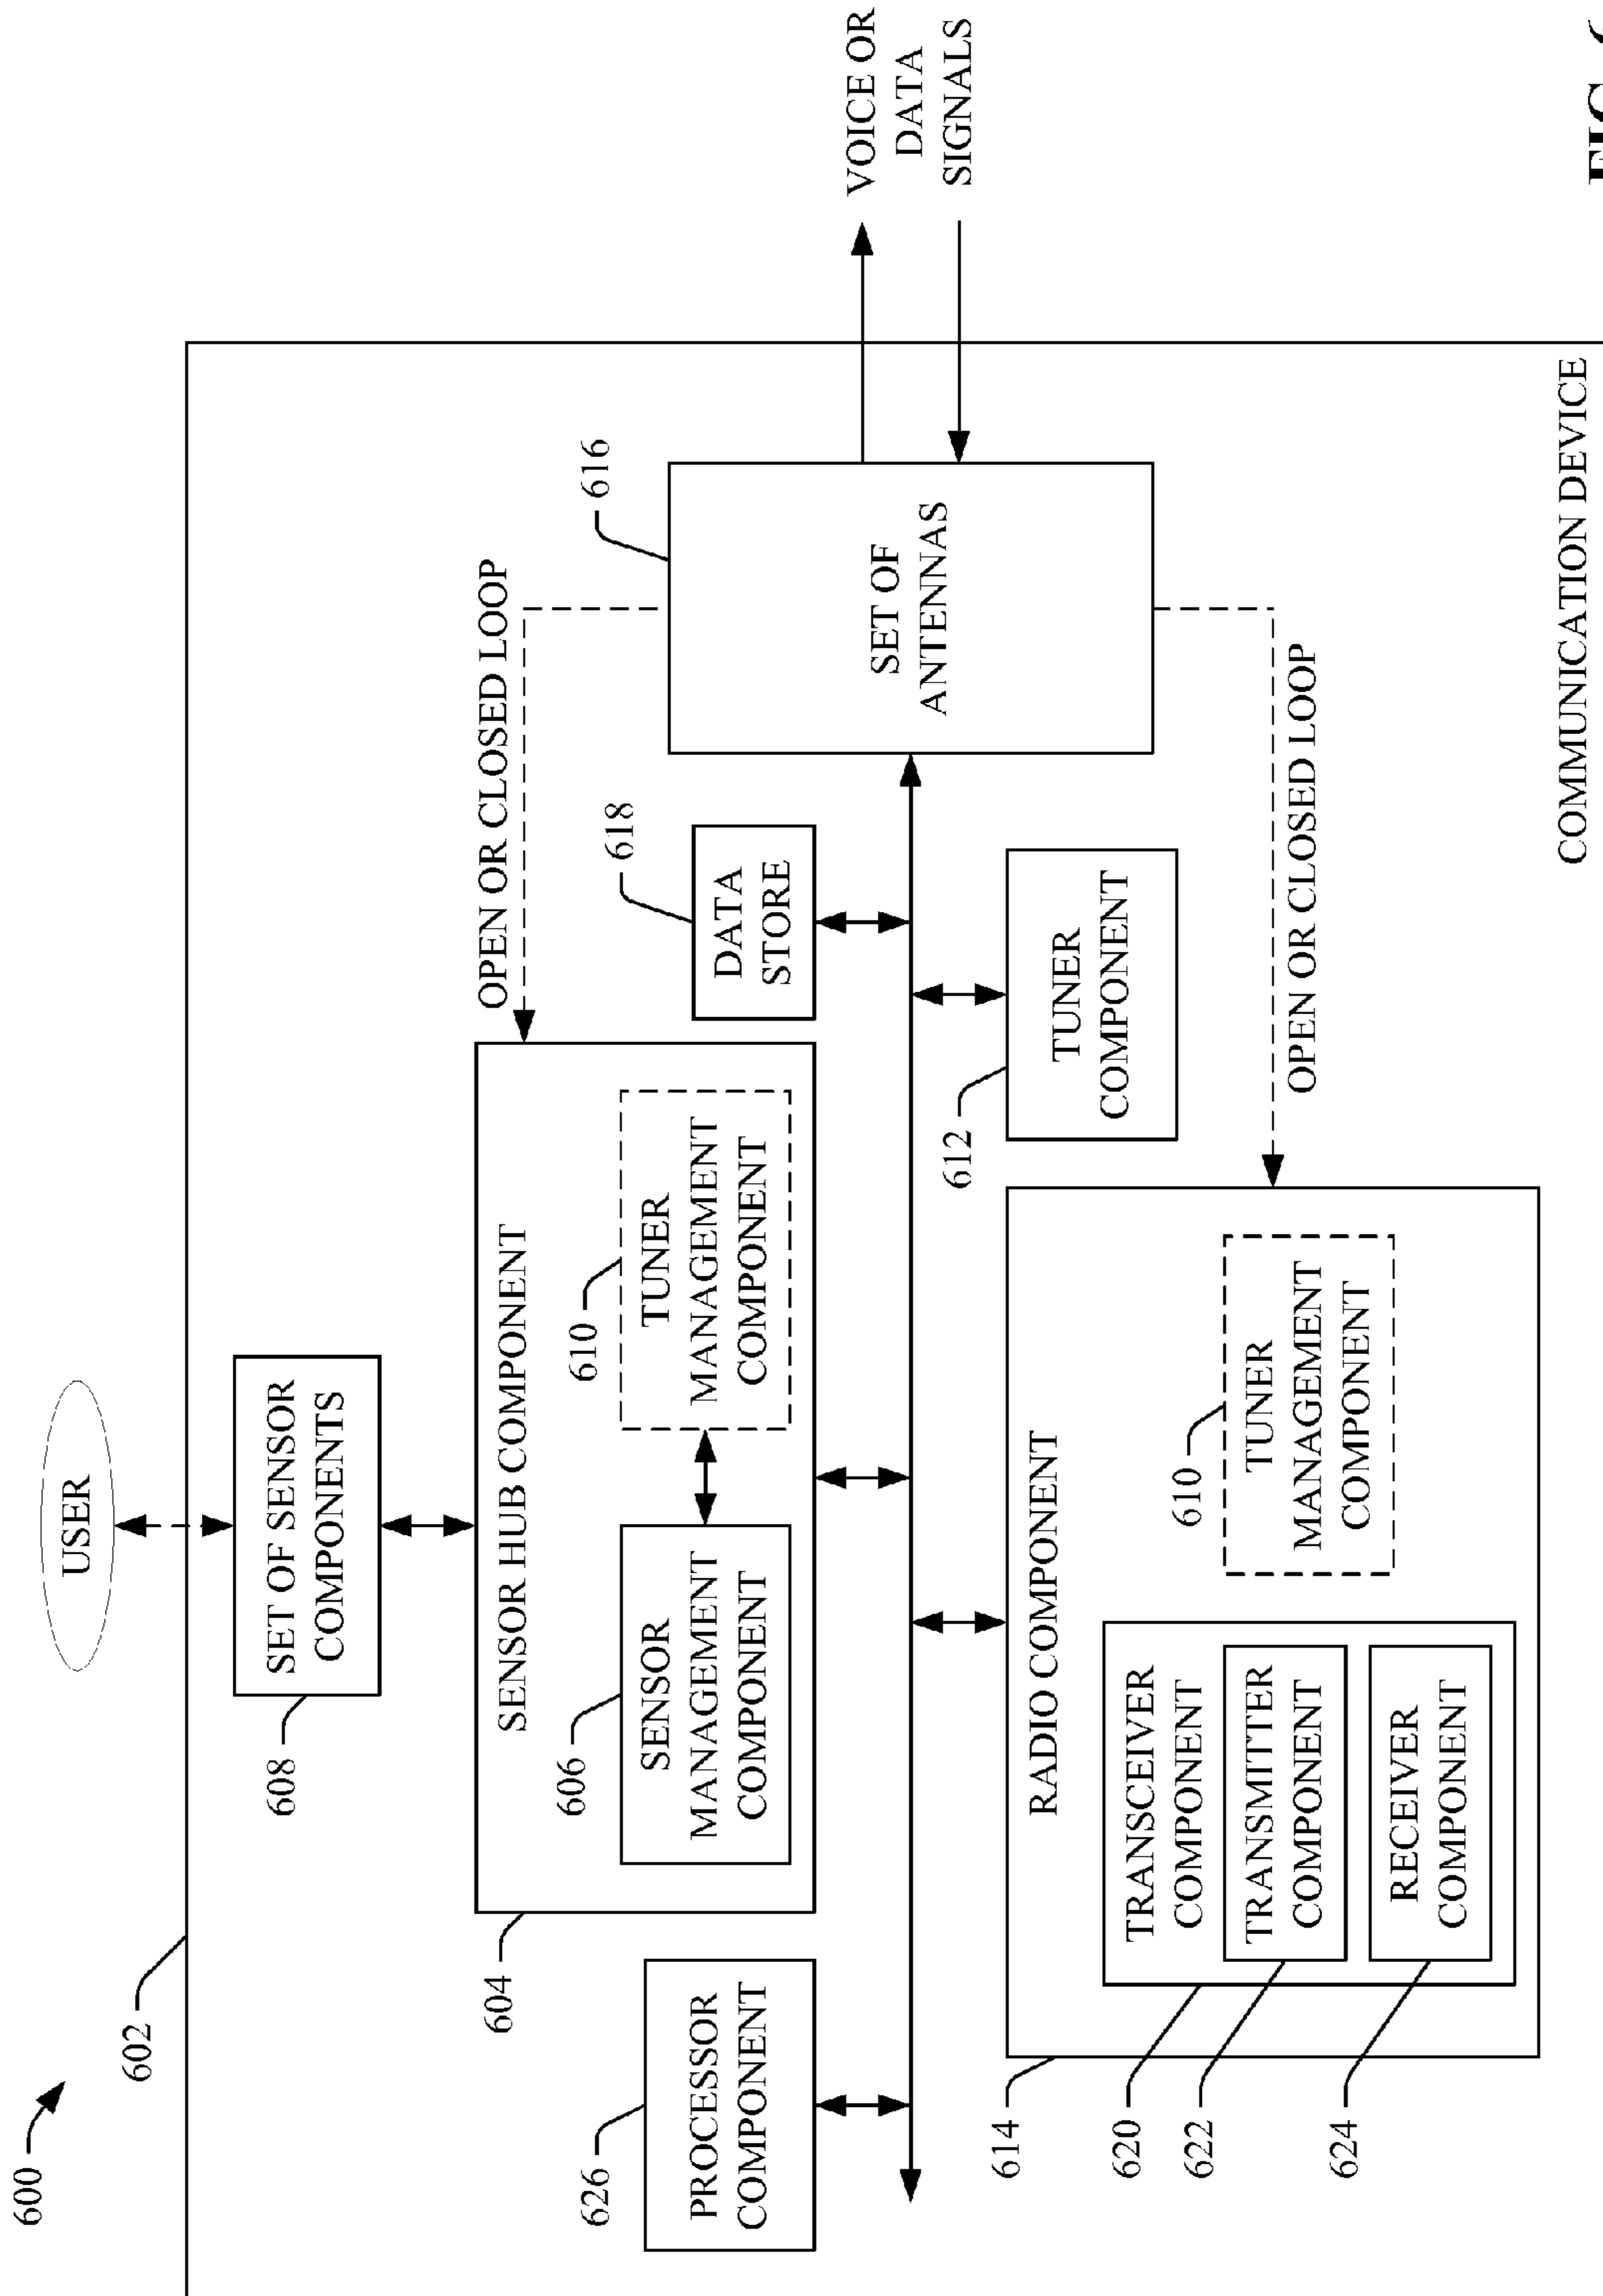 600
602
USER
608
SET OF SENSOR
COMPONENTS
604
SENSOR HUB COMPONENT
606
SENSOR
MANAGEMENT
COMPONENT
610
TUNER
MANAGEMENT
COMPONENT
OPEN OR CLOSED LOOP
626
PROCESSOR
COMPONENT
618
DATA
STORE
616
SET OF
ANTENNAS
VOICE OR
DATA
SIGNALS
612
TUNER
COMPONENT
614
RADIO COMPONENT
620
TRANSCEIVER
COMPONENT
622
TRANSMITTER
COMPONENT
624
RECEIVER
COMPONENT
610
TUNER
MANAGEMENT
COMPONENT
OPEN OR CLOSED LOOP
COMMUNICATION DEVICE